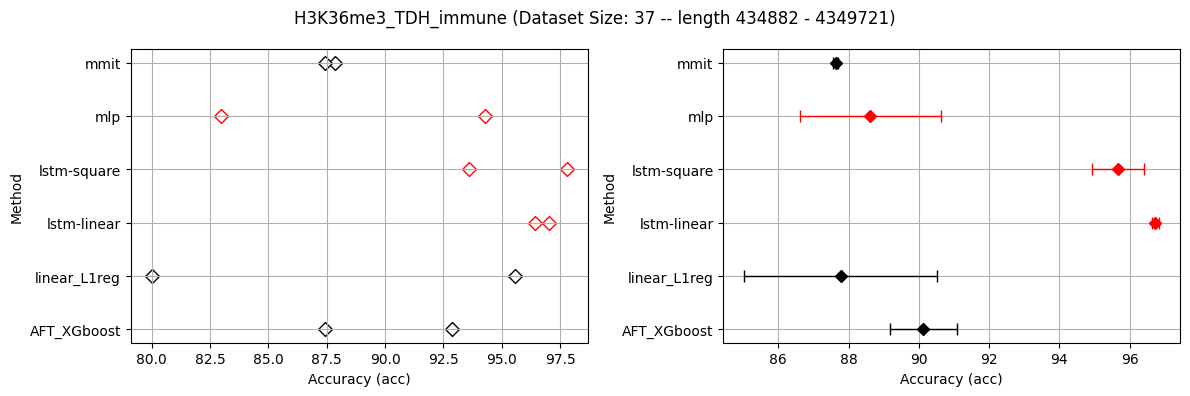 H3K36me3_TDH_immune (Dataset Size: 37 -- length 434882 - 4349721)
Method
mmit
mlp
lstm-square
lstm-linear
linear_L1reg
AFT_XGboost
80.0 82.5 85.0 87.5 90.0 92.5 95.0 97.5
Accuracy (acc)
Method
mmit
mlp
lstm-square
lstm-linear
linear_L1reg
AFT_XGboost
86 88 90 92 94 96
Accuracy (acc)